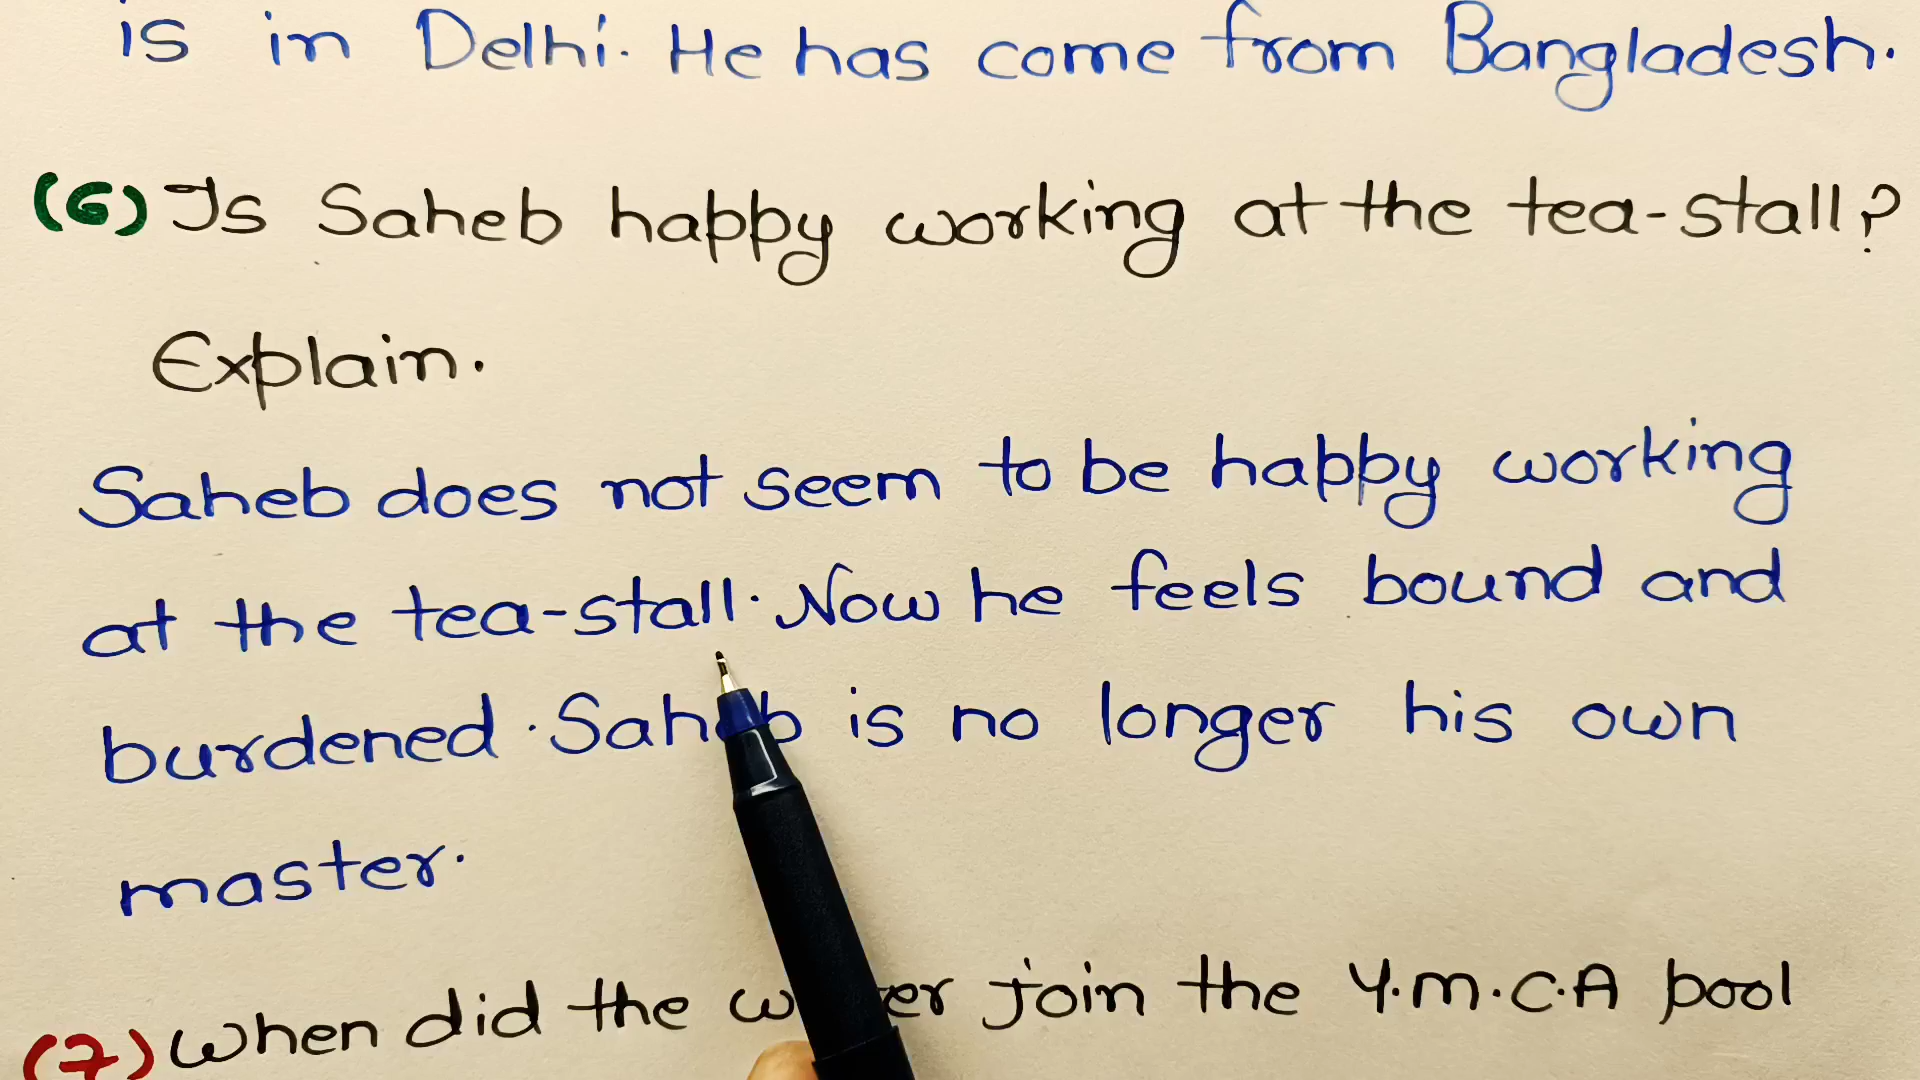 is in Delhi. He has come from Bangladesh.
(6) Is Saheb happy working at the tea-stall?
Explain.
Saheb does not seem to be happy working
at the tea-stall. Now he feels bound and
burdened. Saheb is no longer his own
master.
(7) When did the writer join the Y.M.C.A pool